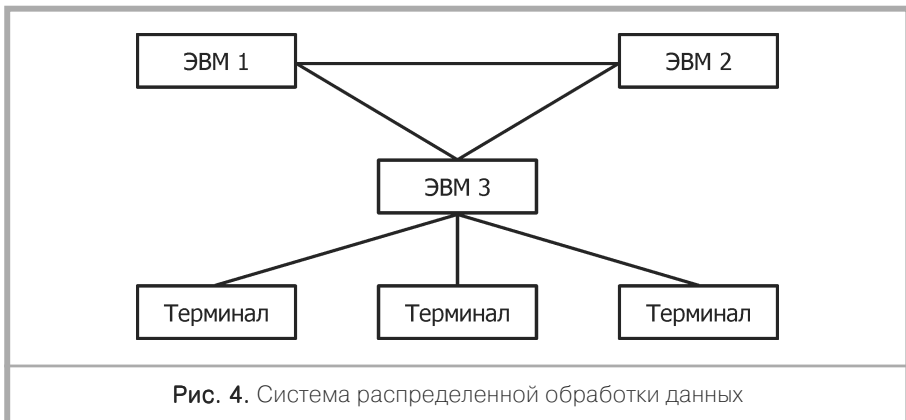 ЭВМ 1
ЭВМ 2
ЭВМ 3
Терминал
Терминал
Терминал
Рис. 4. Система распределенной обработки данных